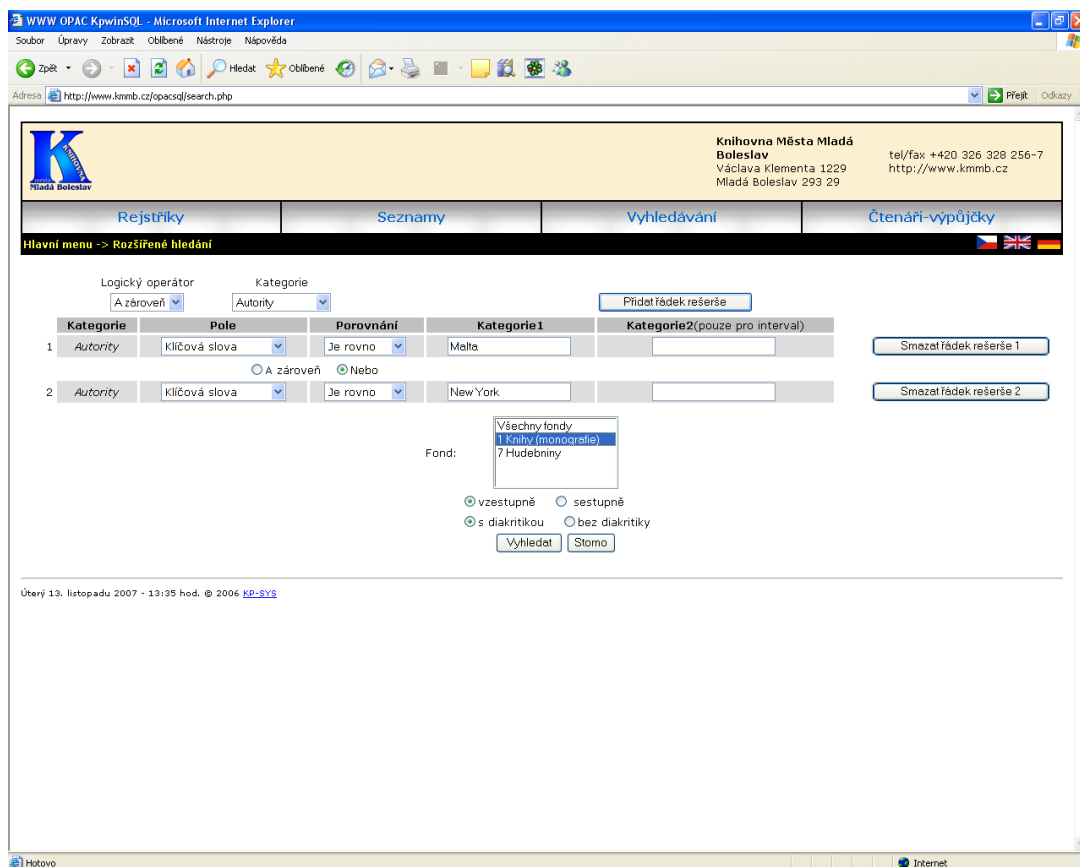 WWW OPAC KpwinSQL - Microsoft Internet Explorer
Soubor Úpravy Zobrazit Oblíbené Nástroje Nápověda
Zpět Hledat Oblíbené
Adresa http://www.kmmb.cz/opacsql/search.php Přejít Odkazy
K
KNIHOVNA
města
Mladá Boleslav
Knihovna Města Mladá
Boleslav
Václava Klementa 1229
Mladá Boleslav 293 29
tel/fax +420 326 328 256-7
http://www.kmmb.cz
Rejstříky Seznamy Vyhledávání Čtenáři-výpůjčky
Hlavní menu -> Rozšířené hledání
Logický operátor Kategorie
A zároveň Autority Přidat řádek rešerše
Kategorie Pole Porovnání Kategorie1 Kategorie2(pouze pro interval)
1 Autority Klíčová slova Je rovno Malta Smazat řádek rešerše 1
A zároveň Nebo
2 Autority Klíčová slova Je rovno New York Smazat řádek rešerše 2
Všechny fondy
1 Knihy (monografie)
Fond: 7 Hudebniny
vzestupně sestupně
s diakritikou bez diakritiky
Vyhledat Storno
Úterý 13. listopadu 2007 - 13:35 hod. © 2006 KP-SYS
Hotovo Internet